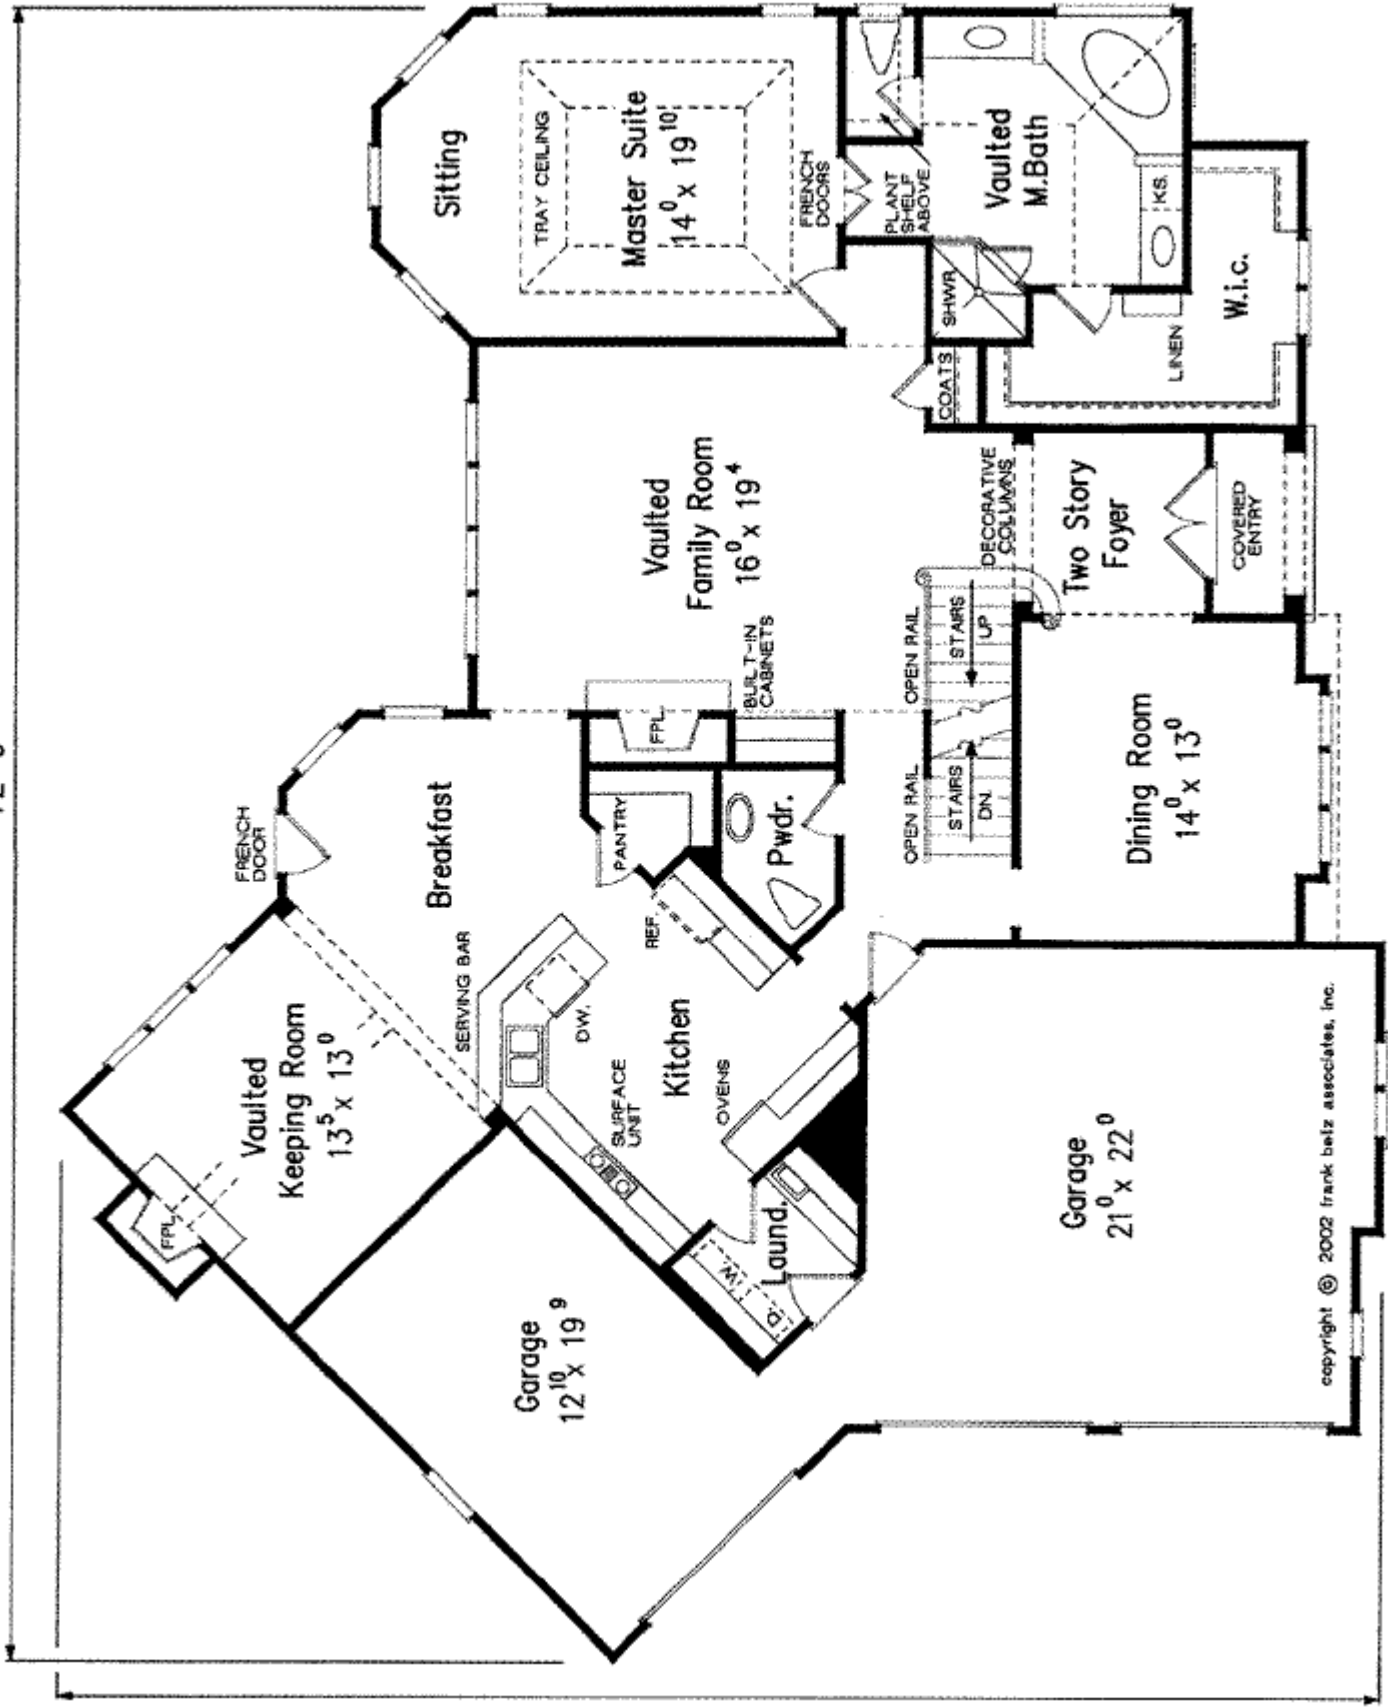 Sitting
TRAY CEILING
Master Suite
14⁰ x 19¹⁰
FRENCH
DOORS
PLANT
SHELF
ABOVE
Vaulted
M.Bath
KS.
SHWR.
COATS
LINEN
W.i.c.
Vaulted
Family Room
16⁰ x 19⁴
BUILT-IN
CABINETS
FPL.
DECORATIVE
COLUMNS
Two Story
Foyer
COVERED
ENTRY
OPEN RAIL
STAIRS
UP
OPEN RAIL
STAIRS
DN.
Dining Room
14⁰ x 13⁰
FRENCH
DOOR
Breakfast
PANTRY
Pwdr.
REF.
SERVING BAR
DW.
Kitchen
SURFACE
UNIT
OVENS
Vaulted
Keeping Room
13⁵ x 13⁰
FPL.
Laund.
W.
D.
Garage
12¹⁰ x 19⁹
Garage
21⁰ x 22⁰
copyright © 2002 frank betz associates, inc.